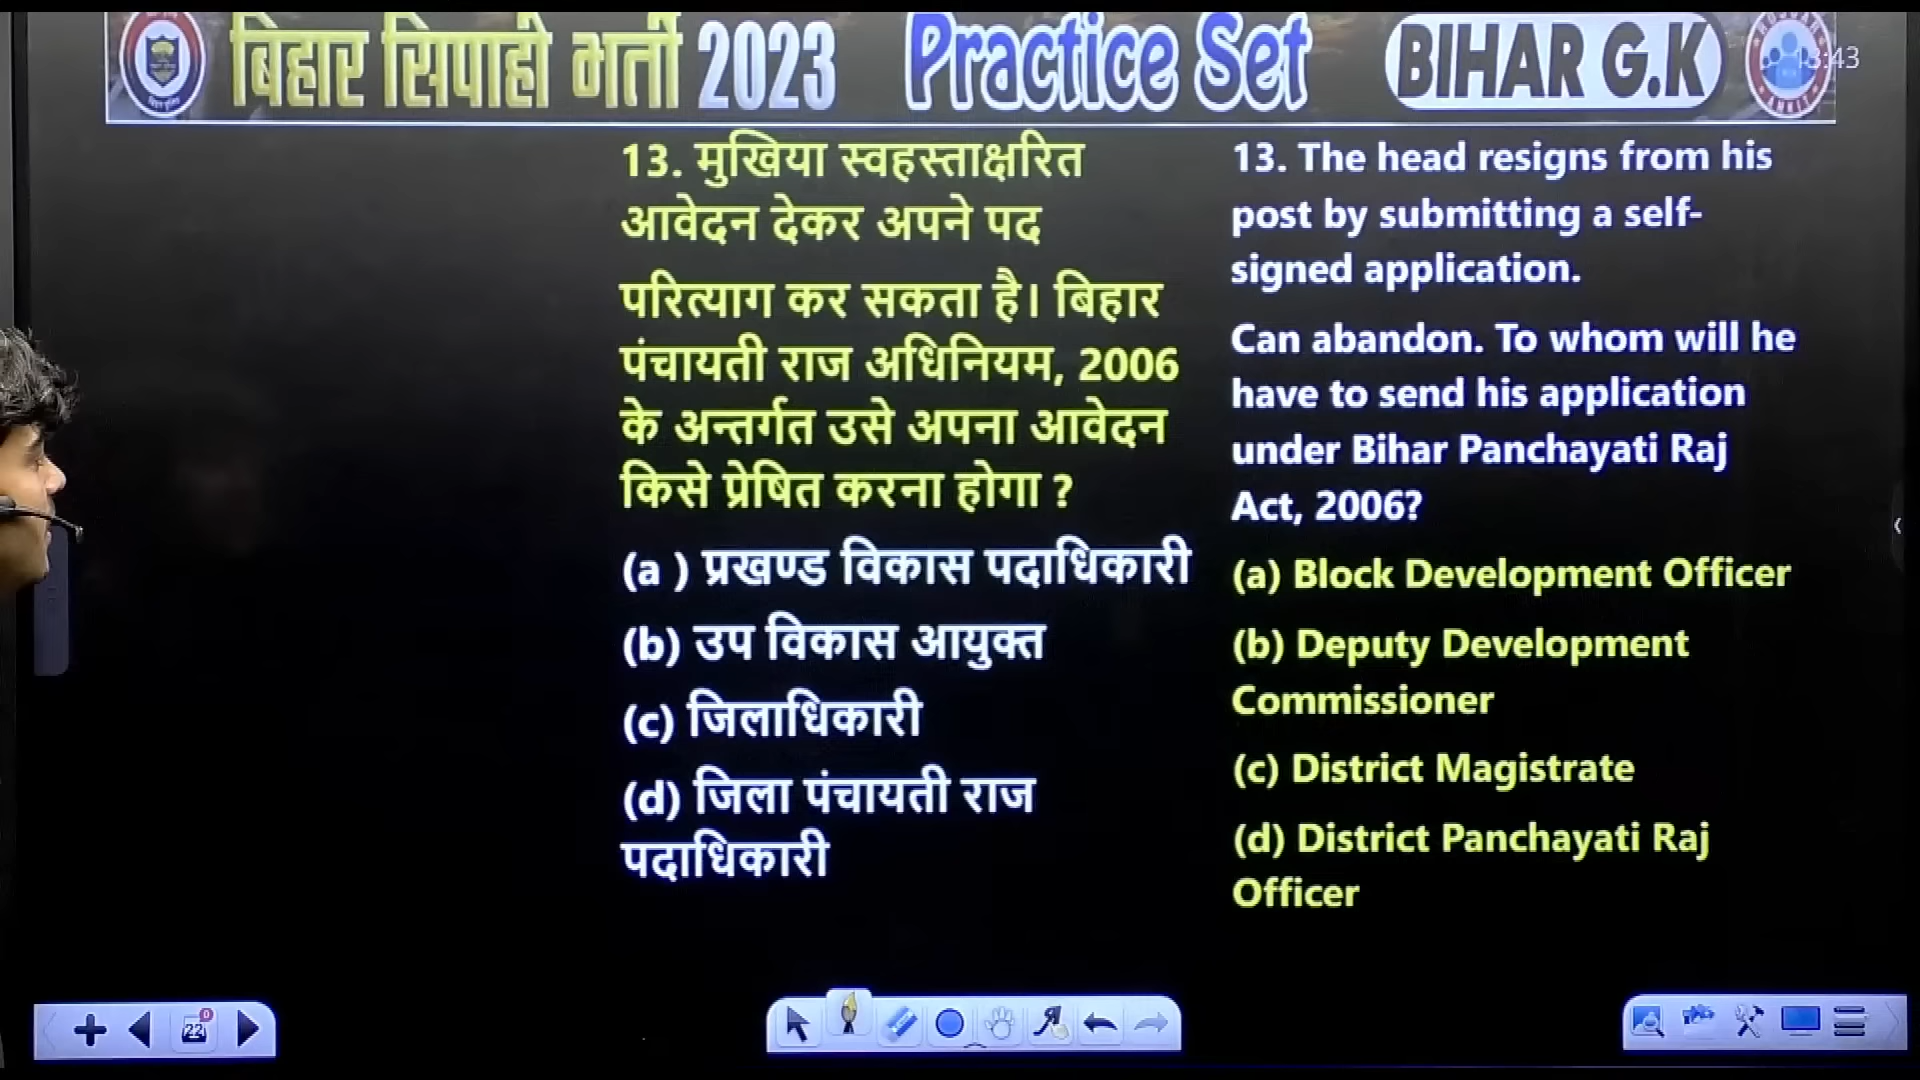 बिहार सिपाही भर्ती 2023 Practice Set BIHAR G.K
13. मुखिया स्वहस्ताक्षरित
आवेदन देकर अपने पद
परित्याग कर सकता है। बिहार
पंचायती राज अधिनियम, 2006
के अन्तर्गत उसे अपना आवेदन
किसे प्रेषित करना होगा ?
(a ) प्रखण्ड विकास पदाधिकारी
(b) उप विकास आयुक्त
(c) जिलाधिकारी
(d) जिला पंचायती राज
पदाधिकारी
13. The head resigns from his
post by submitting a self-
signed application.
Can abandon. To whom will he
have to send his application
under Bihar Panchayati Raj
Act, 2006?
(a) Block Development Officer
(b) Deputy Development
Commissioner
(c) District Magistrate
(d) District Panchayati Raj
Officer
22
0